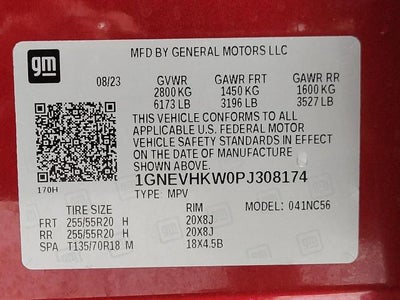 gm
MFD BY GENERAL MOTORS LLC
08/23 GVWR GAWR FRT GAWR RR
2800 KG 1450 KG 1600 KG
6173 LB 3196 LB 3527 LB
THIS VEHICLE CONFORMS TO ALL
APPLICABLE U.S. FEDERAL MOTOR
VEHICLE SAFETY STANDARDS IN EFFECT
ON THE DATE OF MANUFACTURE
SHOWN ABOVE.
1GNEVHKW0PJ308174
170H
TYPE: MPV
TIRE SIZE RIM MODEL: 041NC56
FRT 255/55R20 H 20X8J
RR 255/55R20 H 20X8J
SPA T135/70R18 M 18X4.5B